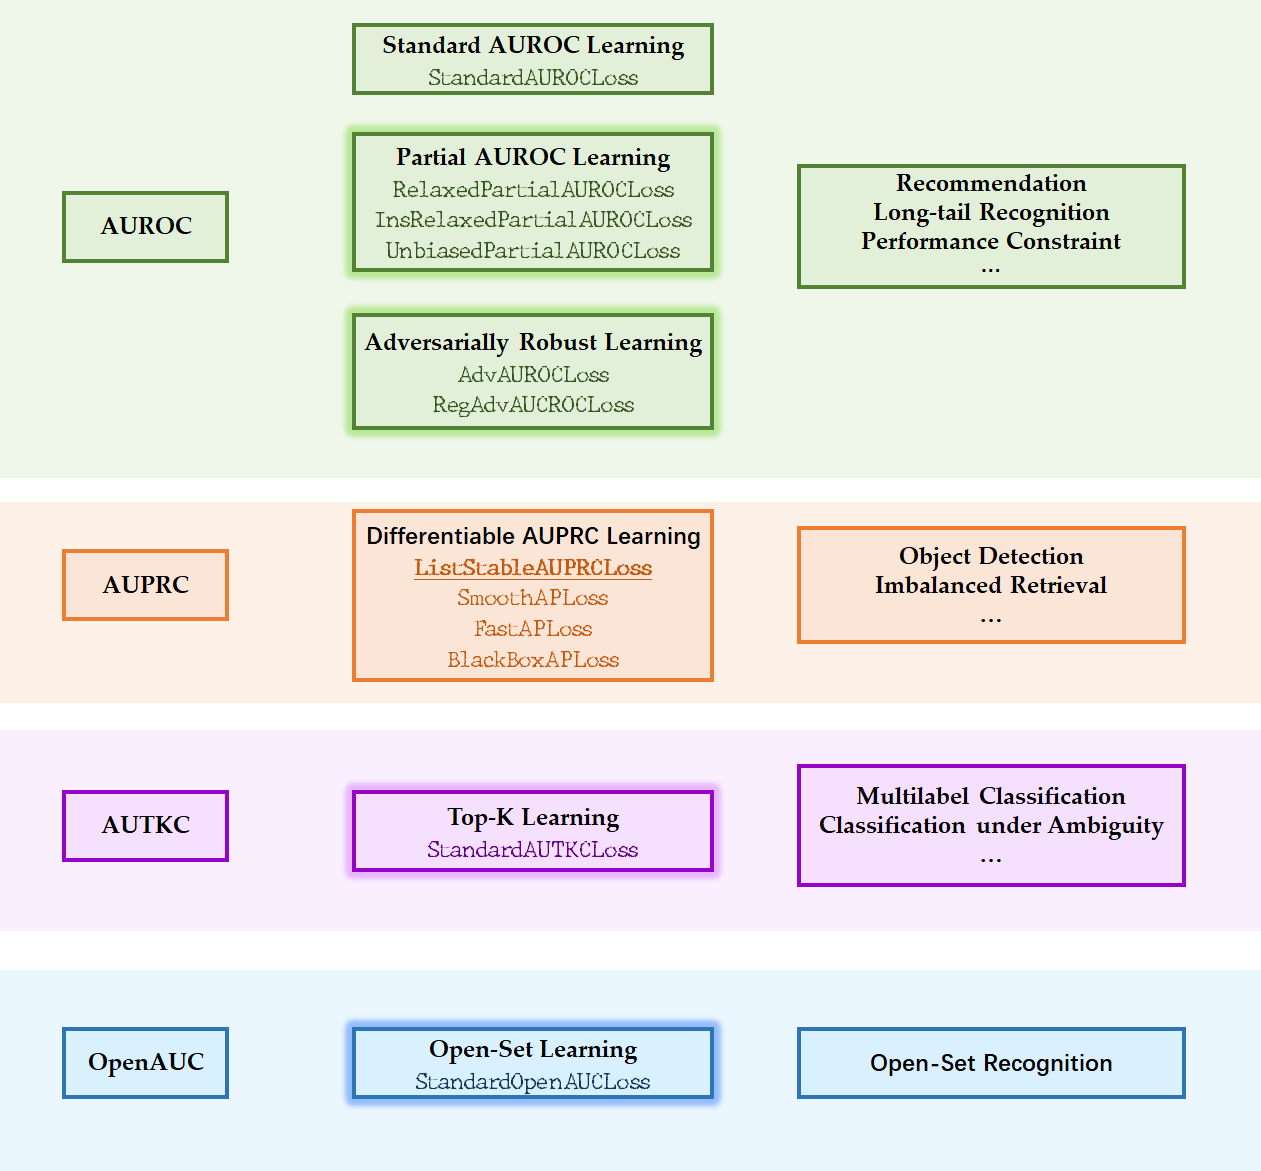 Standard AUROC Learning
StandardAUROCLoss
AUROC
Partial AUROC Learning
RelaxedPartialAUROCLoss
InsRelaxedPartialAUROCLoss
UnbiasedPartialAUROCLoss
Adversarially Robust Learning
AdvAUROCLoss
RegAdvAUCROCLoss
Recommendation
Long-tail Recognition
Performance Constraint
...
AUPRC
Differentiable AUPRC Learning
ListStableAUPRCLoss
SmoothAPLoss
FastAPLoss
BlackBoxAPLoss
Object Detection
Imbalanced Retrieval
...
AUTKC
Top-K Learning
StandardAUTKCLoss
Multilabel Classification
Classification under Ambiguity
...
OpenAUC
Open-Set Learning
StandardOpenAUCLoss
Open-Set Recognition